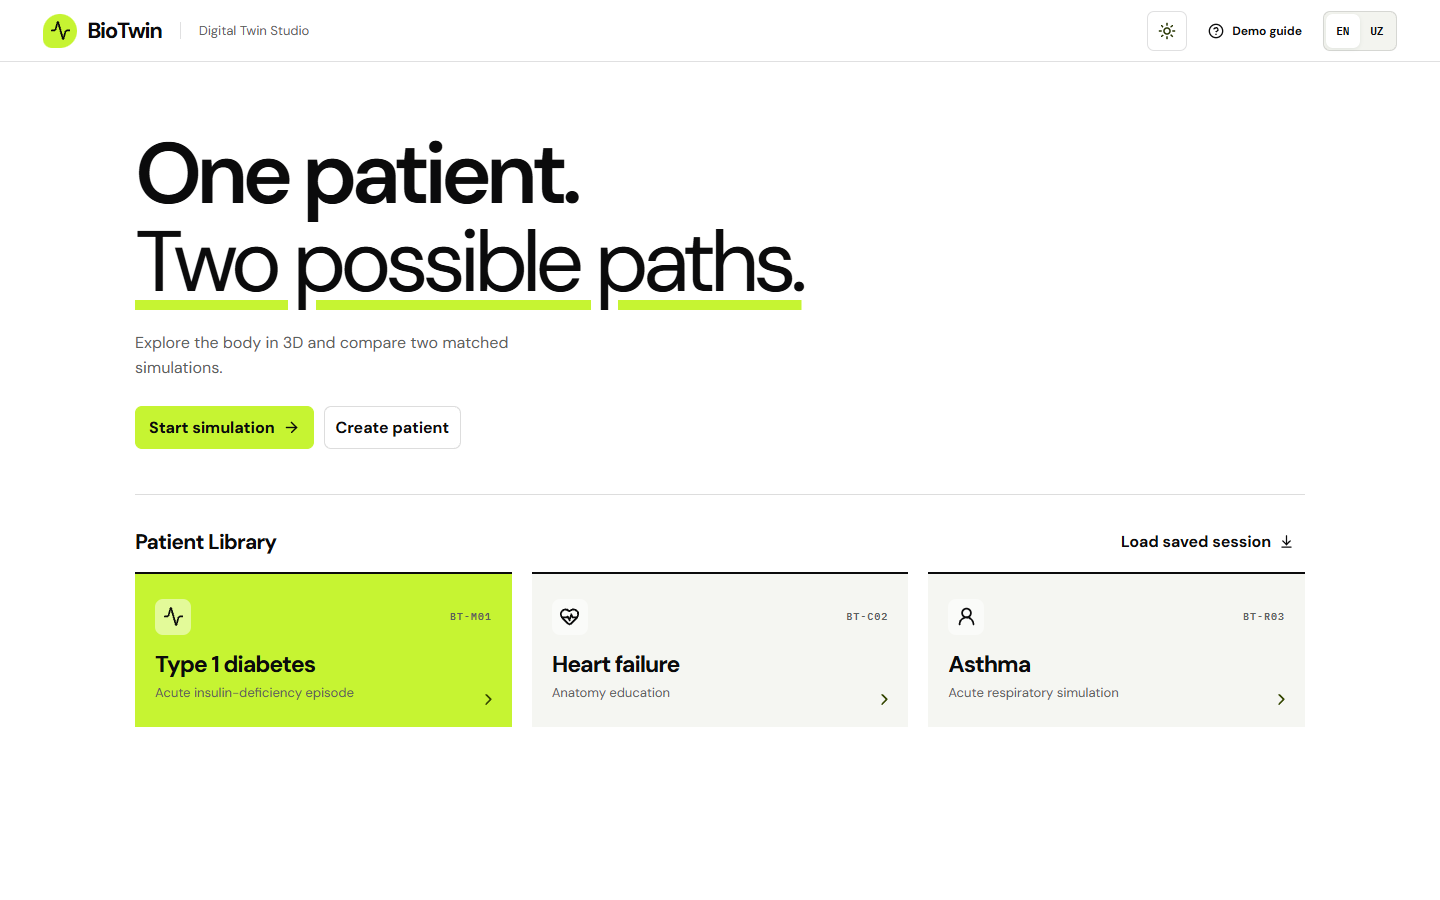 BioTwin
Digital Twin Studio
Demo guide
EN
UZ
One patient.
Two possible paths.
Explore the body in 3D and compare two matched
simulations.
Start simulation
Create patient
Patient Library
Load saved session
BT-M01
Type 1 diabetes
Acute insulin-deficiency episode
BT-C02
Heart failure
Anatomy education
BT-R03
Asthma
Acute respiratory simulation